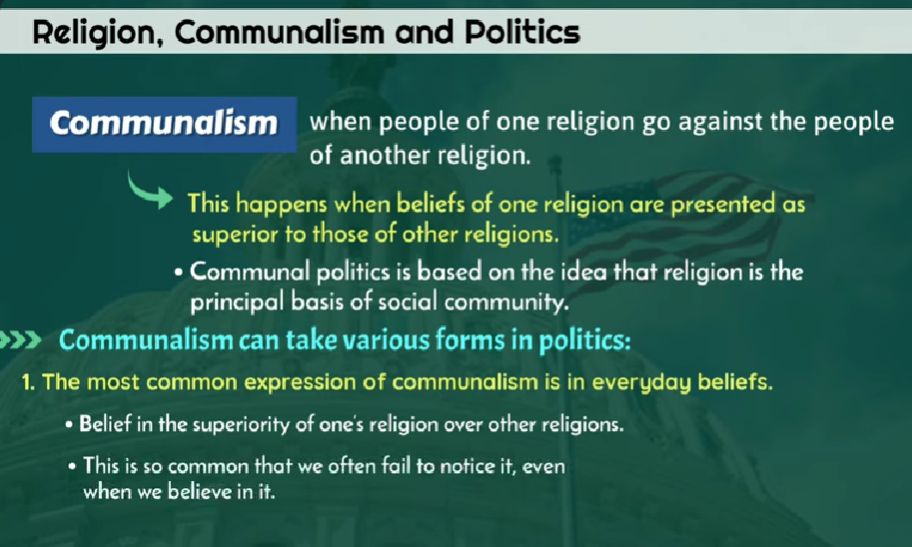 Religion, Communalism and Politics
Communalism
when people of one religion go against the people
of another religion.
This happens when beliefs of one religion are presented as
superior to those of other religions.
• Communal politics is based on the idea that religion is the
principal basis of social community.
Communalism can take various forms in politics:
1. The most common expression of communalism is in everyday beliefs.
• Belief in the superiority of one's religion over other religions.
• This is so common that we often fail to notice it, even
when we believe in it.